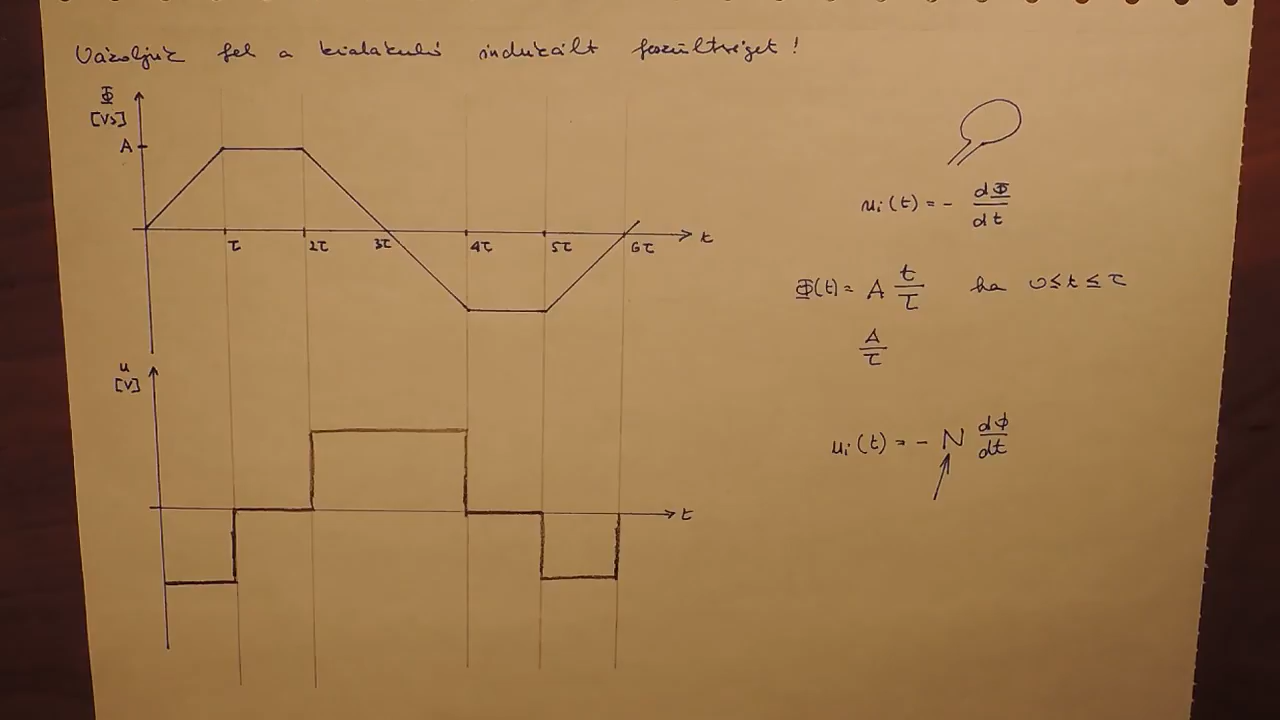 Vázoljuk fel a kialakuló indukált feszültséget!
Φ
[Vs]
A
τ 2τ 3τ 4τ 5τ 6τ t
u
[V]
t
uᵢ(t) = - dΦ/dt
Φ(t) = A t/τ ha 0 ≤ t ≤ τ
A/τ
uᵢ(t) = - N dϕ/dt